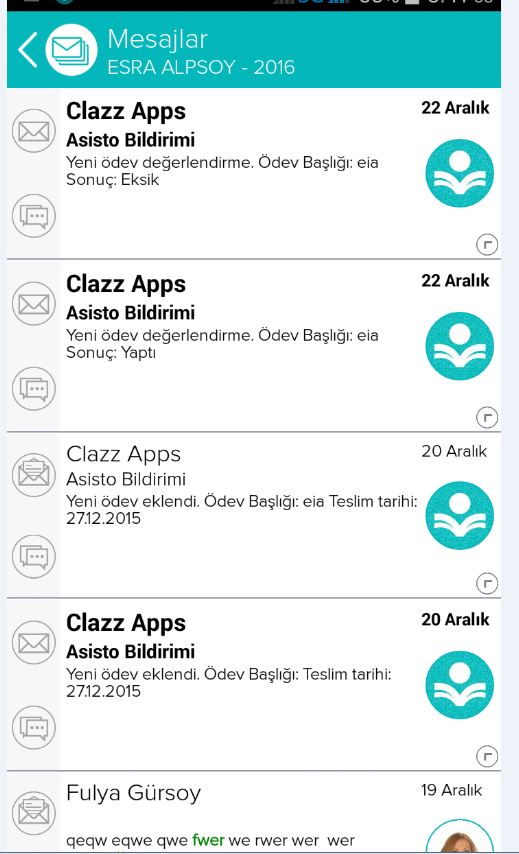 Mesajlar
ESRA ALPSOY - 2016
Clazz Apps
22 Aralık
Asisto Bildirimi
Yeni ödev değerlendirme. Ödev Başlığı: eia
Sonuç: Eksik
Clazz Apps
22 Aralık
Asisto Bildirimi
Yeni ödev değerlendirme. Ödev Başlığı: eia
Sonuç: Yaptı
Clazz Apps
20 Aralık
Asisto Bildirimi
Yeni ödev eklendi. Ödev Başlığı: eia Teslim tarihi:
27.12.2015
Clazz Apps
20 Aralık
Asisto Bildirimi
Yeni ödev eklendi. Ödev Başlığı: Teslim tarihi:
27.12.2015
Fulya Gürsoy
19 Aralık
qeqw eqwe qwe fwer we rwer wer wer